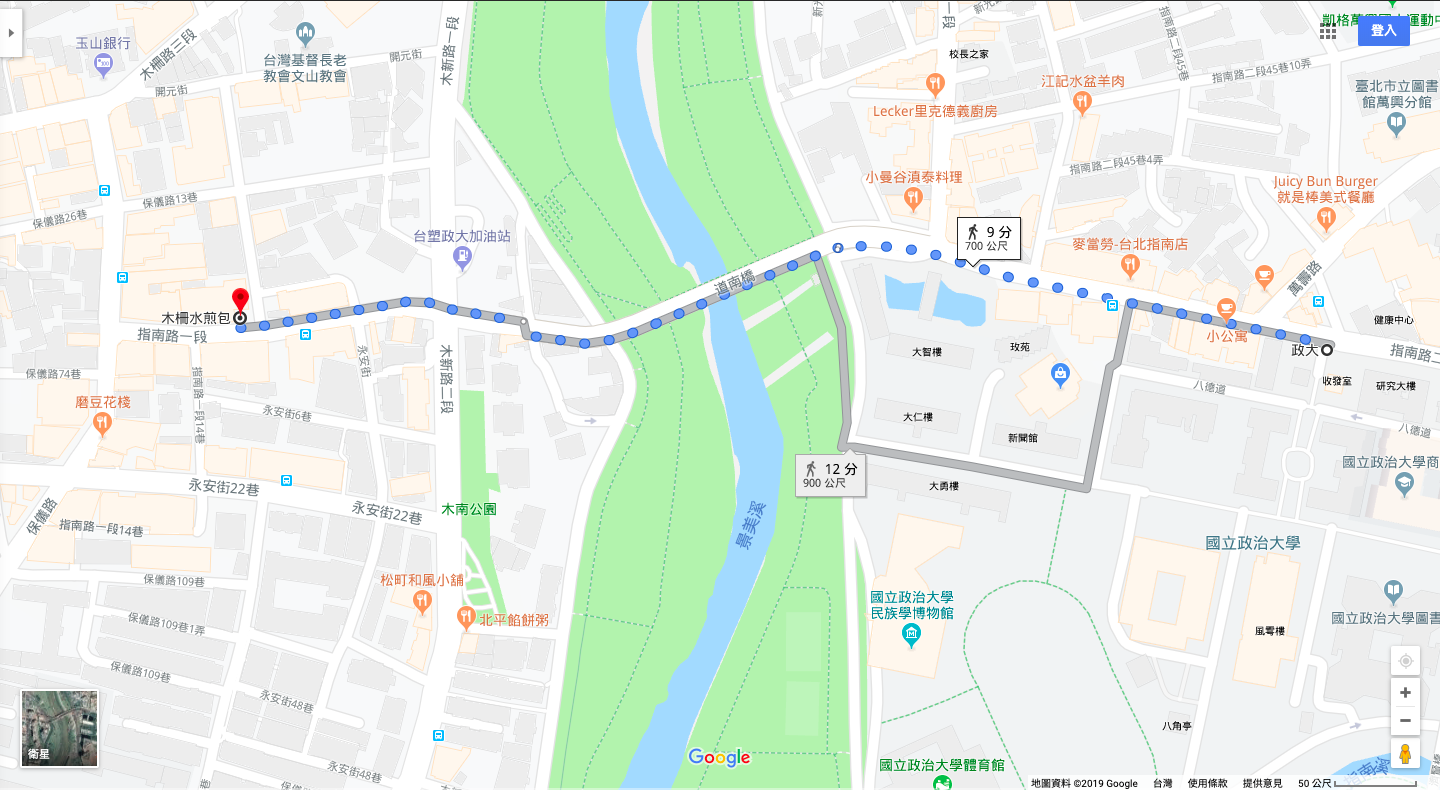 凱格萬興國小運動中
登入
玉山銀行
木柵路三段
台灣基督長老
教會文山教會
開元街
開元街
木新路一段
校長之家
Lecker里克德義廚房
江記水盆羊肉
指南路二段45巷
指南路二段45巷10弄
臺北市立圖書
館萬興分館
指南路二段45巷4弄
小曼谷滇泰料理
Juicy Bun Burger
就是棒美式餐廳
保儀路26巷
保儀路13巷
台塑政大加油站
9 分
700 公尺
麥當勞-台北指南店
萬壽路
道南橋
木柵水煎包
指南路一段
小公寓
政大
健康中心
指南路二
收發室
研究大樓
大智樓
玫苑
八德道
八德道
保儀路74巷
永安街
木新路二段
指南路一段14巷
磨豆花棧
永安街6巷
大仁樓
新聞館
12 分
900 公尺
大勇樓
國立政治大學商
永安街22巷
永安街22巷
木南公園
保儀路
指南路一段14巷
景美溪
國立政治大學
保儀路109巷
松町和風小舖
北平餡餅粥
國立政治大學
民族學博物館
國立政治大學圖書
保儀路109巷1弄
風雩樓
保儀路109巷
永安街48巷
永安街48巷
八角亭
衛星
Google
國立政治大學體育館
指南溪
地圖資料 ©2019 Google
台灣
使用條款
提供意見
50 公尺